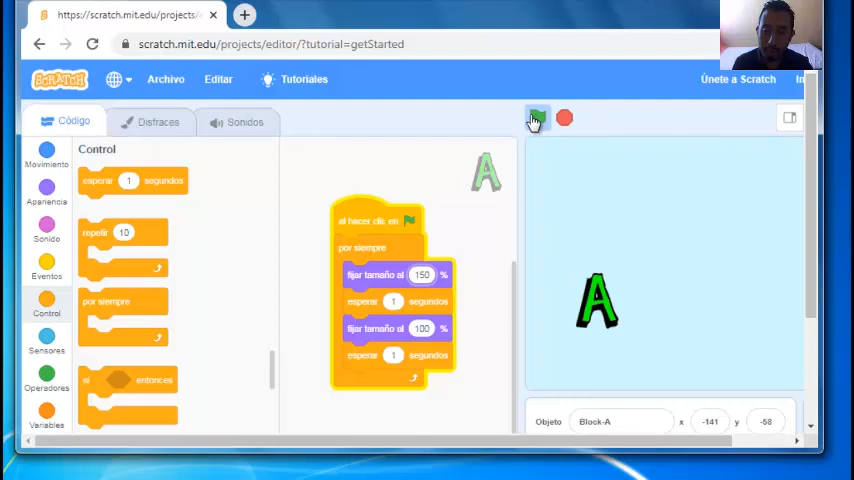 https://scratch.mit.edu/projects/
scratch.mit.edu/projects/editor/?tutorial=getStarted
SCRATCH
Archivo
Editar
Tutoriales
Únete a Scratch
In
Código
Disfraces
Sonidos
Movimiento
Apariencia
Sonido
Eventos
Control
Sensores
Operadores
Variables
Control
esperar 1 segundos
repetir 10
por siempre
si entonces
al hacer clic en
por siempre
fijar tamaño al 150 %
esperar 1 segundos
fijar tamaño al 100 %
esperar 1 segundos
A
A
Objeto Block-A x -141 y -58